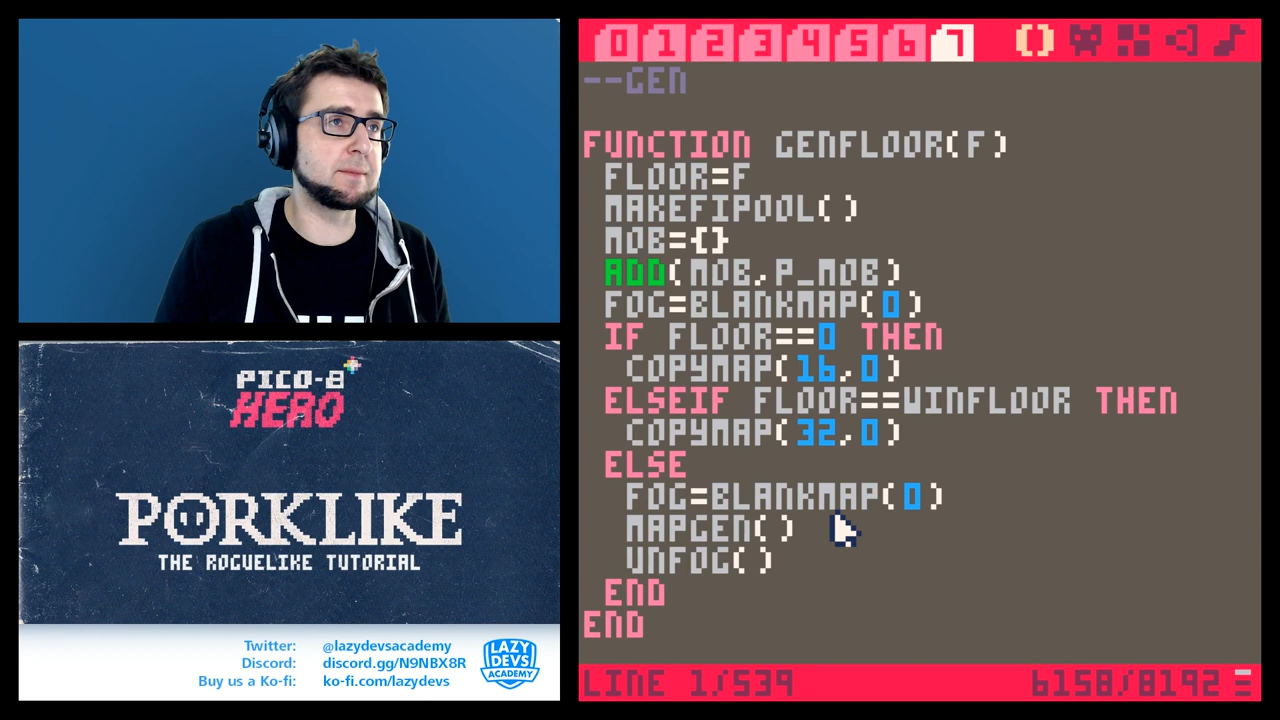 0 1 2 3 4 5 6 7
--GEN
FUNCTION GENFLOOR(F)
FLOOR=F
MAKEFIPOOL()
MOB={}
ADD(MOB,P_MOB)
FOG=BLANKMAP(0)
IF FLOOR==0 THEN
COPYMAP(16,0)
ELSEIF FLOOR==WINFLOOR THEN
COPYMAP(32,0)
ELSE
FOG=BLANKMAP(0)
MAPGEN()
UNFOG()
END
END
LINE 1/539 6158/8192
PICO-8
HERO
PORKLIKE
THE ROGUELIKE TUTORIAL
Twitter: @lazydevsacademy
Discord: discord.gg/N9NBX8R
Buy us a Ko-fi: ko-fi.com/lazydevs
LAZY
DEVS
ACADEMY